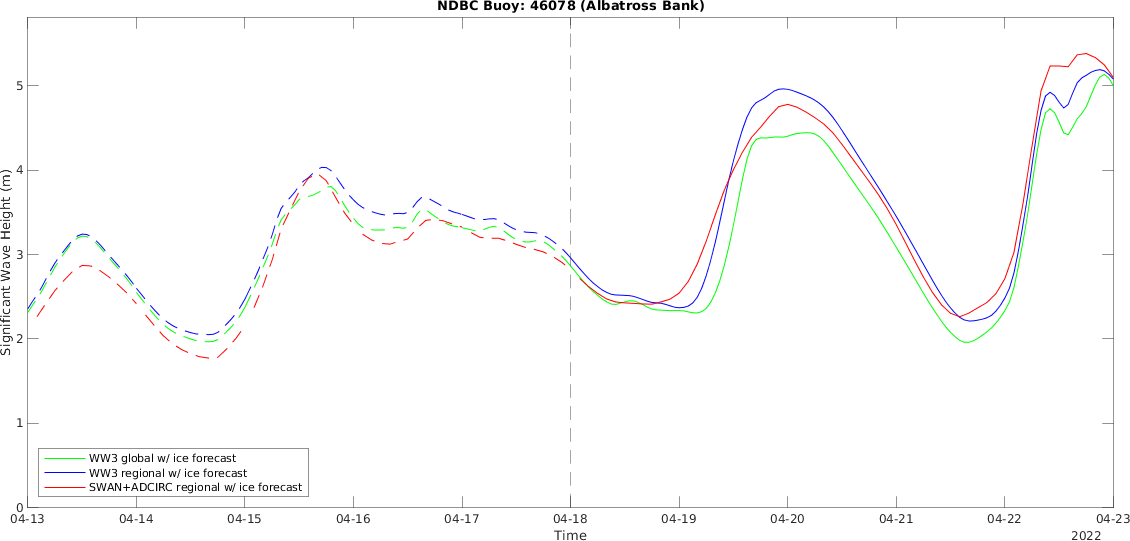 NDBC Buoy: 46078 (Albatross Bank)
Significant Wave Height (m)
5
4
3
2
1
0
WW3 global w/ ice forecast
WW3 regional w/ ice forecast
SWAN+ADCIRC regional w/ ice forecast
04-13 04-14 04-15 04-16 04-17 04-18 04-19 04-20 04-21 04-22 04-23
Time
2022